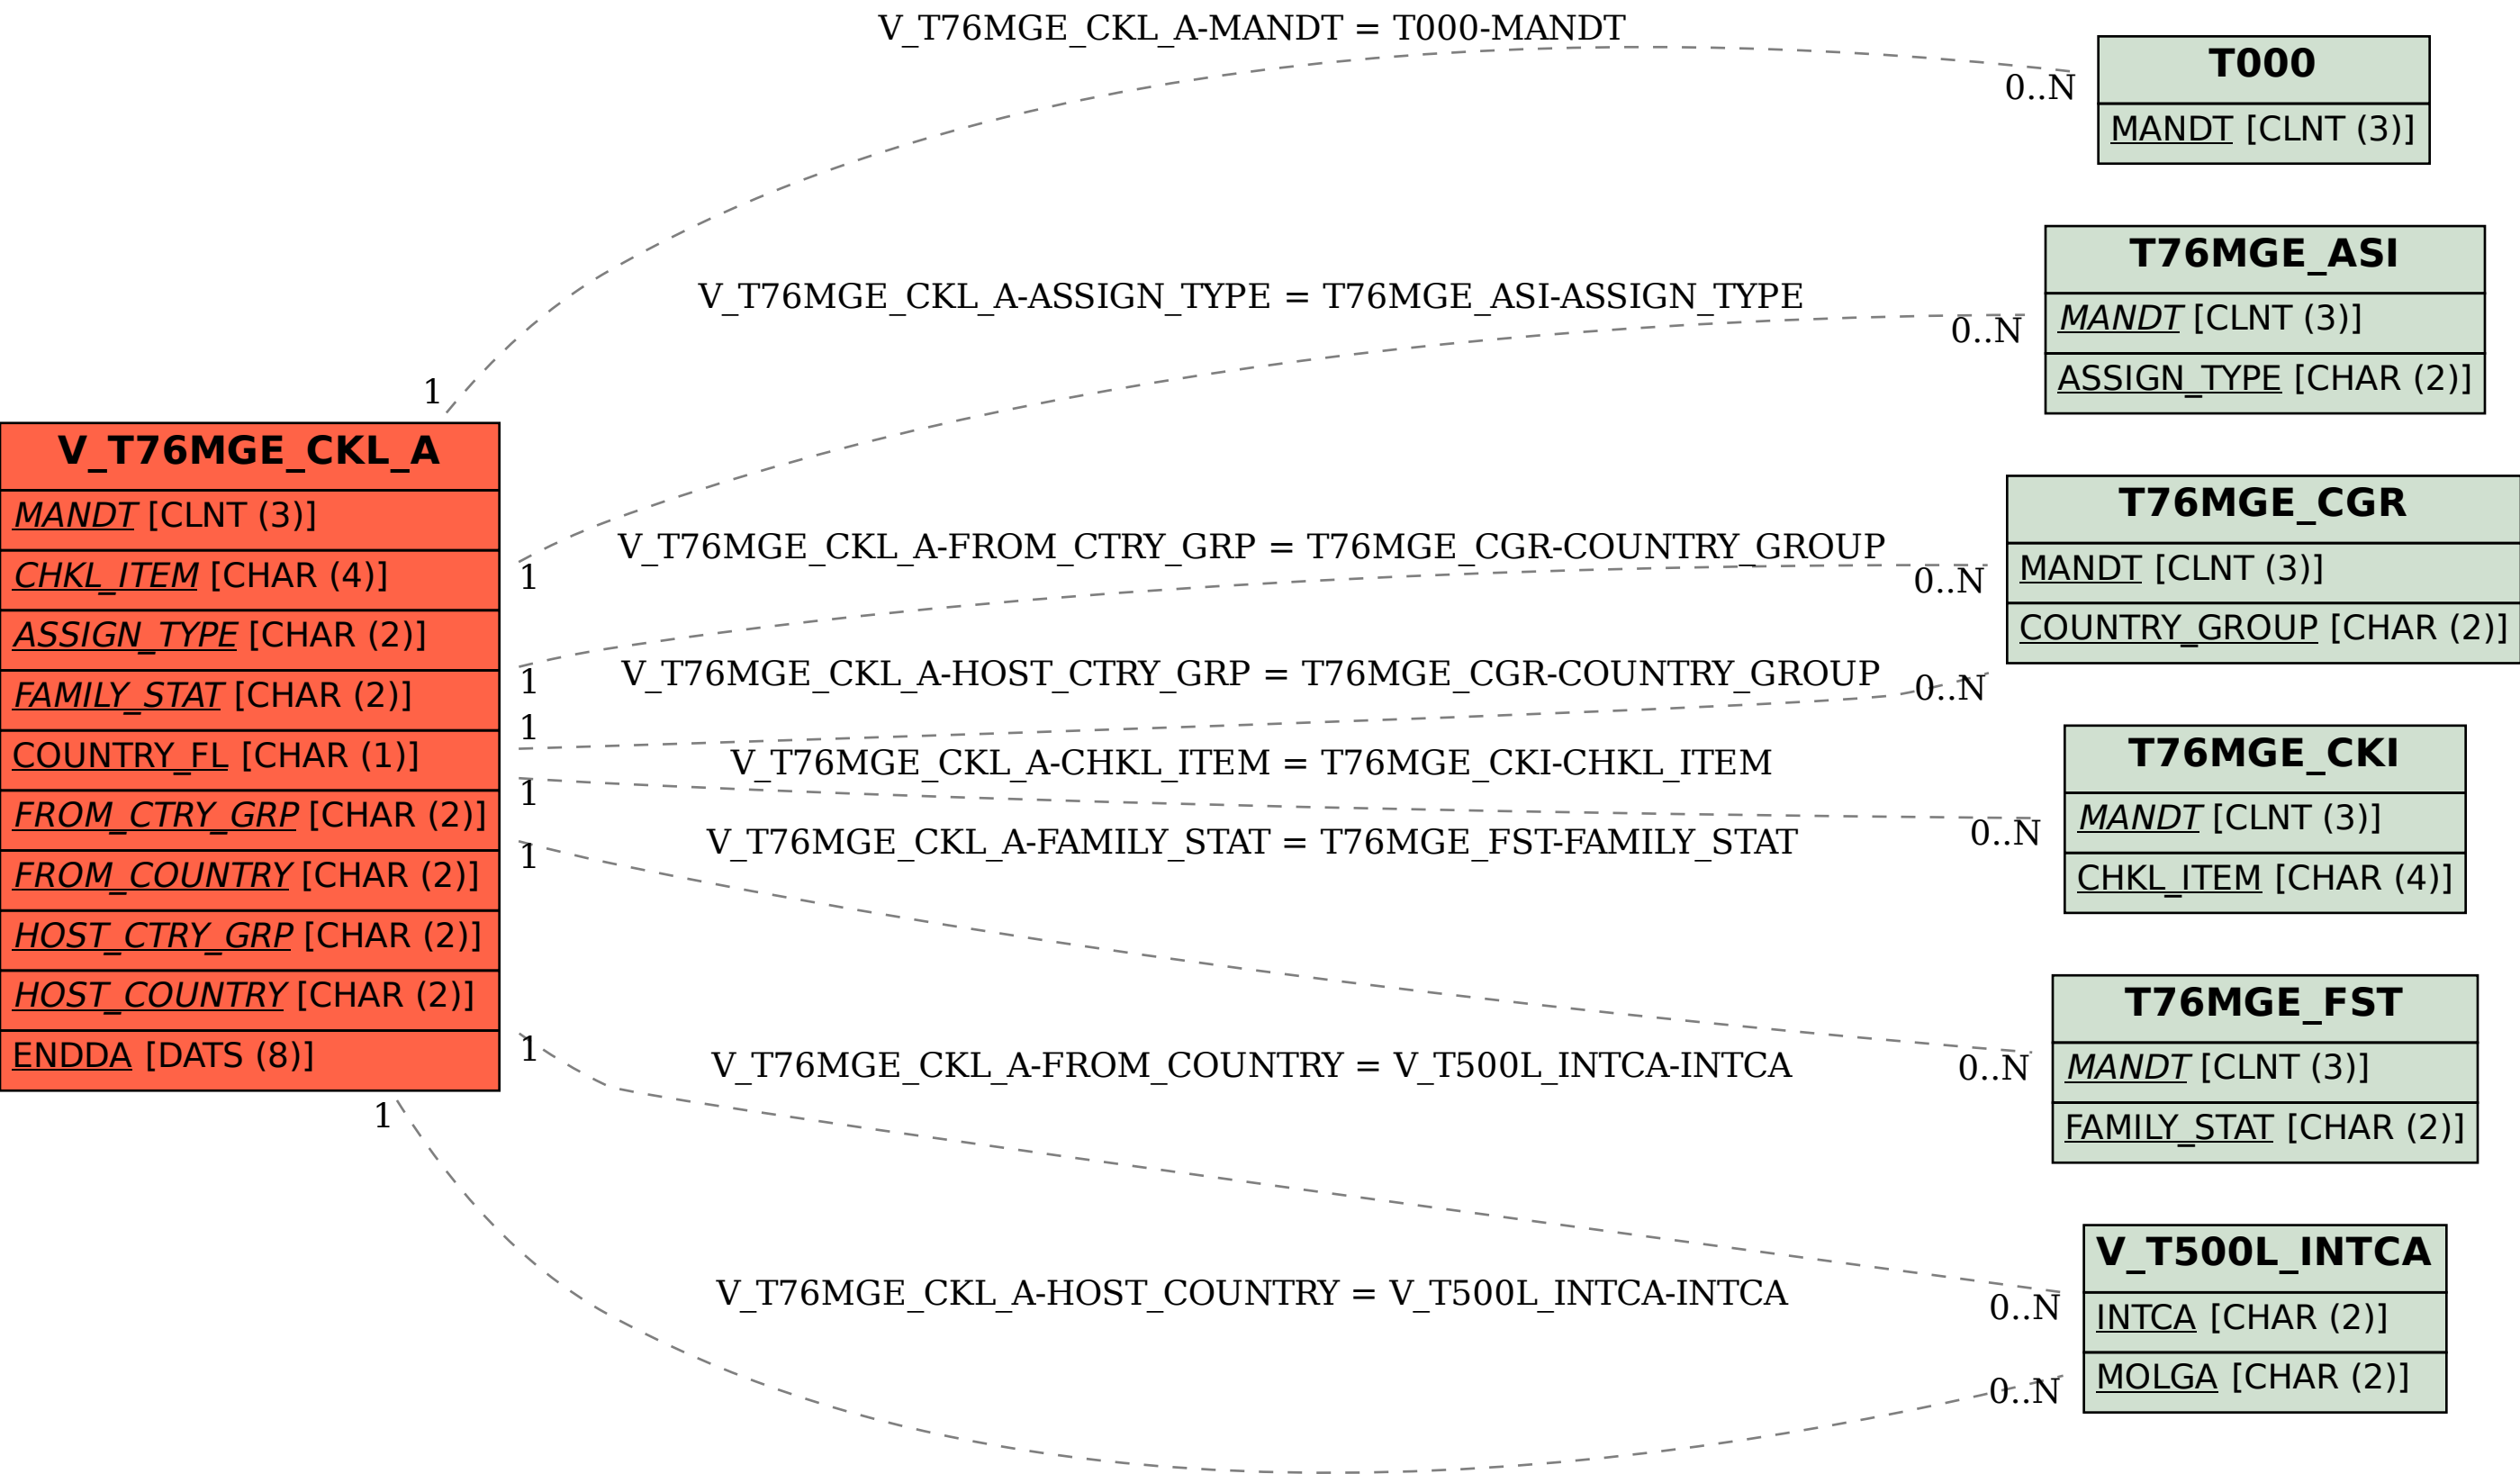 V_T76MGE_CKL_A
MANDT [CLNT (3)]
CHKL_ITEM [CHAR (4)]
ASSIGN_TYPE [CHAR (2)]
FAMILY_STAT [CHAR (2)]
COUNTRY_FL [CHAR (1)]
FROM_CTRY_GRP [CHAR (2)]
FROM_COUNTRY [CHAR (2)]
HOST_CTRY_GRP [CHAR (2)]
HOST_COUNTRY [CHAR (2)]
ENDDA [DATS (8)]
V_T76MGE_CKL_A-MANDT = T000-MANDT
1
0..N
V_T76MGE_CKL_A-ASSIGN_TYPE = T76MGE_ASI-ASSIGN_TYPE
1
0..N
V_T76MGE_CKL_A-FROM_CTRY_GRP = T76MGE_CGR-COUNTRY_GROUP
1
0..N
V_T76MGE_CKL_A-HOST_CTRY_GRP = T76MGE_CGR-COUNTRY_GROUP
1
0..N
V_T76MGE_CKL_A-CHKL_ITEM = T76MGE_CKI-CHKL_ITEM
1
0..N
V_T76MGE_CKL_A-FAMILY_STAT = T76MGE_FST-FAMILY_STAT
1
0..N
V_T76MGE_CKL_A-FROM_COUNTRY = V_T500L_INTCA-INTCA
1
0..N
V_T76MGE_CKL_A-HOST_COUNTRY = V_T500L_INTCA-INTCA
1
0..N
T000
MANDT [CLNT (3)]
T76MGE_ASI
MANDT [CLNT (3)]
ASSIGN_TYPE [CHAR (2)]
T76MGE_CGR
MANDT [CLNT (3)]
COUNTRY_GROUP [CHAR (2)]
T76MGE_CKI
MANDT [CLNT (3)]
CHKL_ITEM [CHAR (4)]
T76MGE_FST
MANDT [CLNT (3)]
FAMILY_STAT [CHAR (2)]
V_T500L_INTCA
INTCA [CHAR (2)]
MOLGA [CHAR (2)]